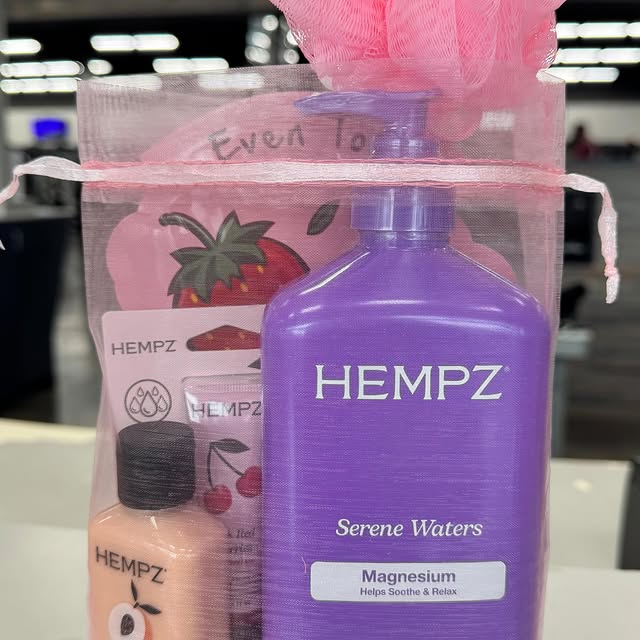 Even To
HEMPZ
HEMPZ
HEMPZ
HEMPZ®
Serene Waters
Magnesium
Helps Soothe & Relax